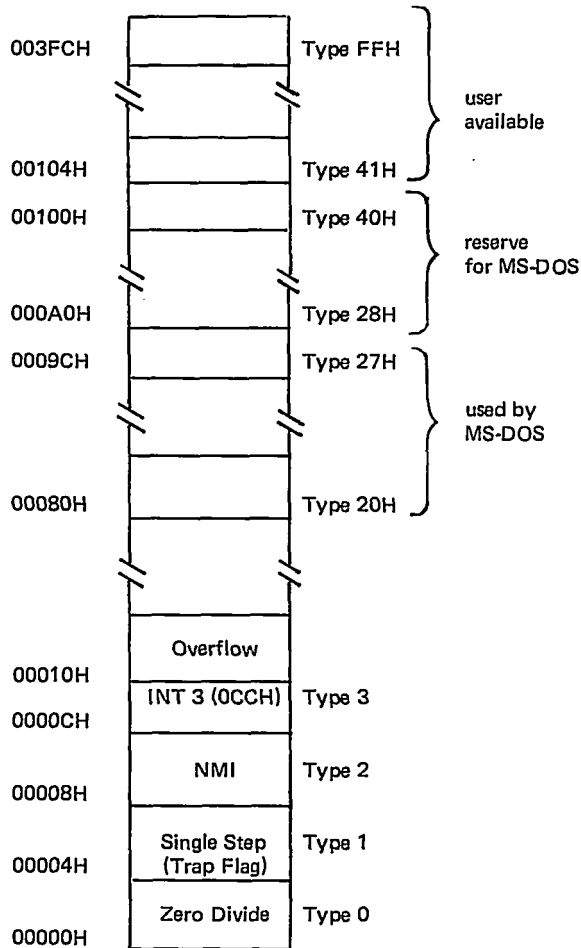 003FCH Type FFH
user
available
00104H Type 41H
00100H Type 40H
reserve
for MS-DOS
000A0H Type 28H
0009CH Type 27H
used by
MS-DOS
00080H Type 20H
Overflow
00010H
INT 3 (0CCH) Type 3
0000CH
NMI Type 2
00008H
Single Step Type 1
(Trap Flag)
00004H
Zero Divide Type 0
00000H